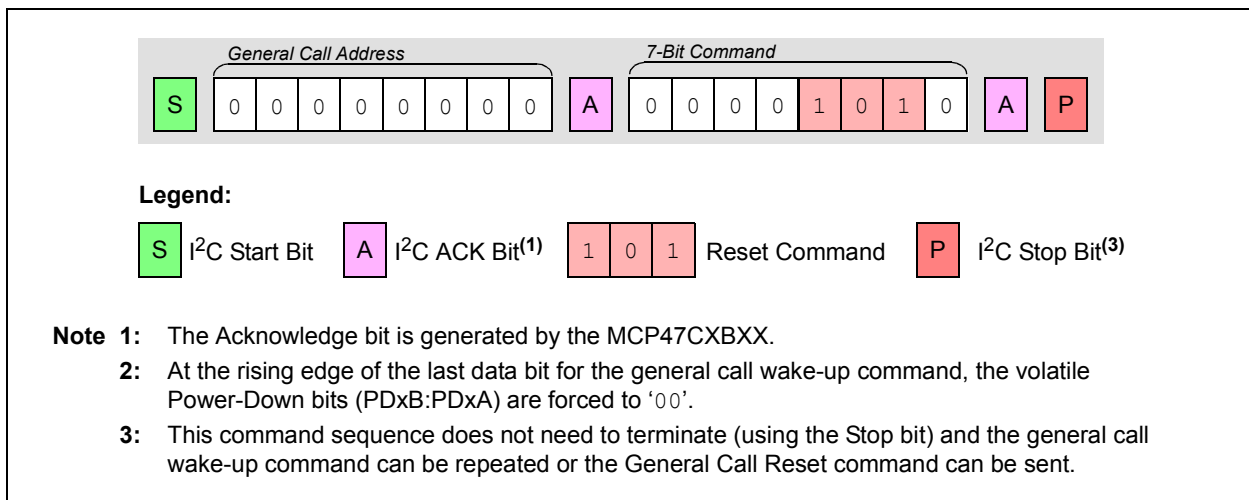 General Call Address 7-Bit Command
S 0 0 0 0 0 0 0 0 A 0 0 0 0 1 0 1 0 A P
Legend:
S I²C Start Bit A I²C ACK Bit(1) 1 0 1 Reset Command P I²C Stop Bit(3)
Note 1: The Acknowledge bit is generated by the MCP47CXBXX.
2: At the rising edge of the last data bit for the general call wake-up command, the volatile
Power-Down bits (PDxB:PDxA) are forced to ‘00’.
3: This command sequence does not need to terminate (using the Stop bit) and the general call
wake-up command can be repeated or the General Call Reset command can be sent.